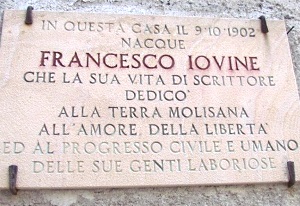 IN QUESTA CASA IL 9·10·1902
NACQUE
FRANCESCO IOVINE
CHE LA SUA VITA DI SCRITTORE
DEDICO'
ALLA TERRA MOLISANA
ALL'AMORE, DELLA LIBERTA'
ED AL PROGRESSO CIVILE E UMANO
DELLE SUE GENTI LABORIOSE